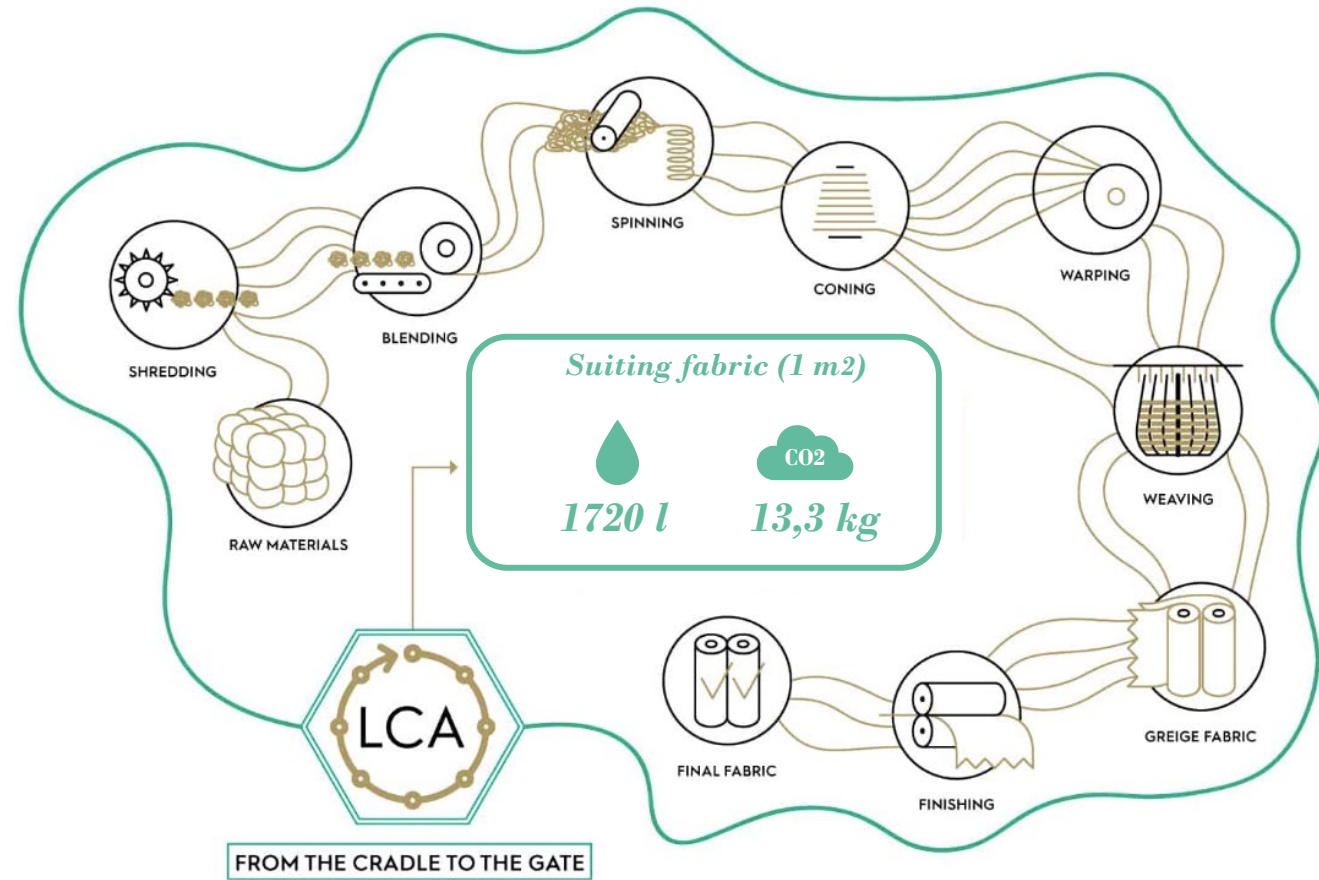 SPINNING
CONING
WARPING
BLENDING
SHREDDING
Suiting fabric (1 m2)
CO2
1720 l
13,3 kg
RAW MATERIALS
WEAVING
GREIGE FABRIC
FINAL FABRIC
FINISHING
LCA
FROM THE CRADLE TO THE GATE